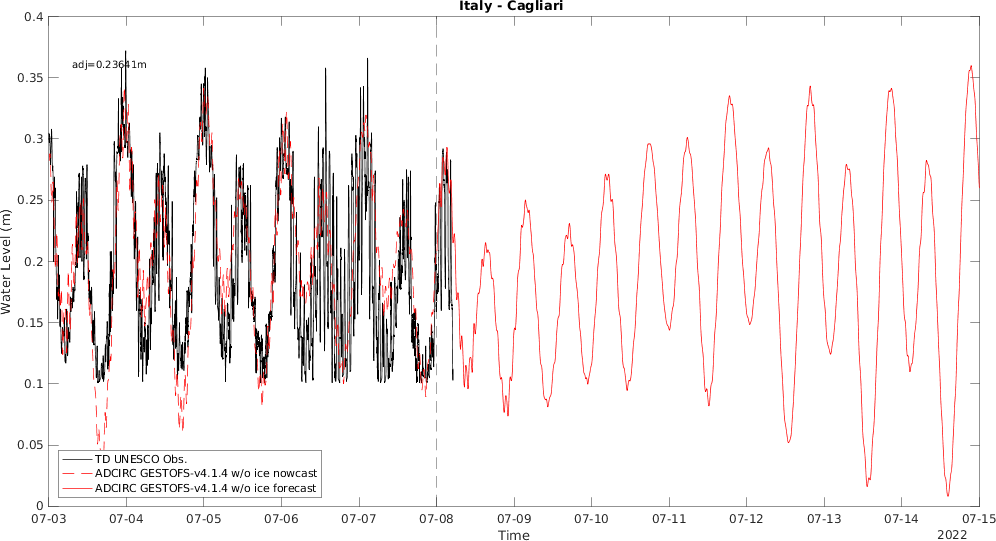 Italy - Cagliari
adj=0.23641m
Water Level (m)
0.4
0.35
0.3
0.25
0.2
0.15
0.1
0.05
0
TD UNESCO Obs.
ADCIRC GESTOFS-v4.1.4 w/o ice nowcast
ADCIRC GESTOFS-v4.1.4 w/o ice forecast
07-03 07-04 07-05 07-06 07-07 07-08 07-09 07-10 07-11 07-12 07-13 07-14 07-15
Time
2022